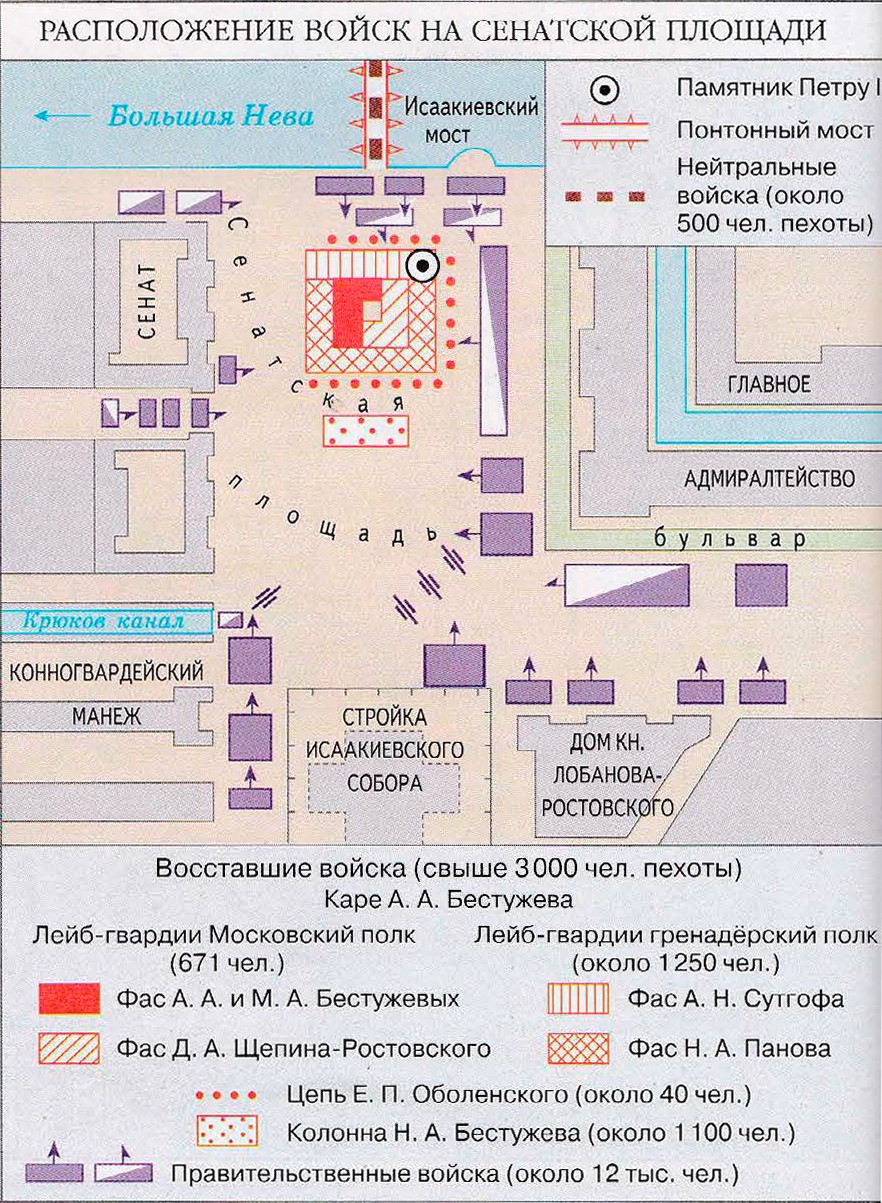 РАСПОЛОЖЕНИЕ ВОЙСК НА СЕНАТСКОЙ ПЛОЩАДИ
Большая Нева
Исаакиевский
мост
Памятник Петру I
Понтонный мост
Нейтральные
войска (около
500 чел. пехоты)
СЕНАТ
Сенатская
площадь
ГЛАВНОЕ
АДМИРАЛТЕЙСТВО
бульвар
Крюков канал
КОННОГВАРДЕЙСКИЙ
МАНЕЖ
СТРОЙКА
ИСААКИЕВСКОГО
СОБОРА
ДОМ КН.
ЛОБАНОВА-
РОСТОВСКОГО
Восставшие войска (свыше 3000 чел. пехоты)
Каре А. А. Бестужева
Лейб-гвардии Московский полк
(671 чел.)
Фас А. А. и М. А. Бестужевых
Фас Д. А. Щепина-Ростовского
Лейб-гвардии гренадёрский полк
(около 1250 чел.)
Фас А. Н. Сутгофа
Фас Н. А. Панова
Цепь Е. П. Оболенского (около 40 чел.)
Колонна Н. А. Бестужева (около 1100 чел.)
Правительственные войска (около 12 тыс. чел.)